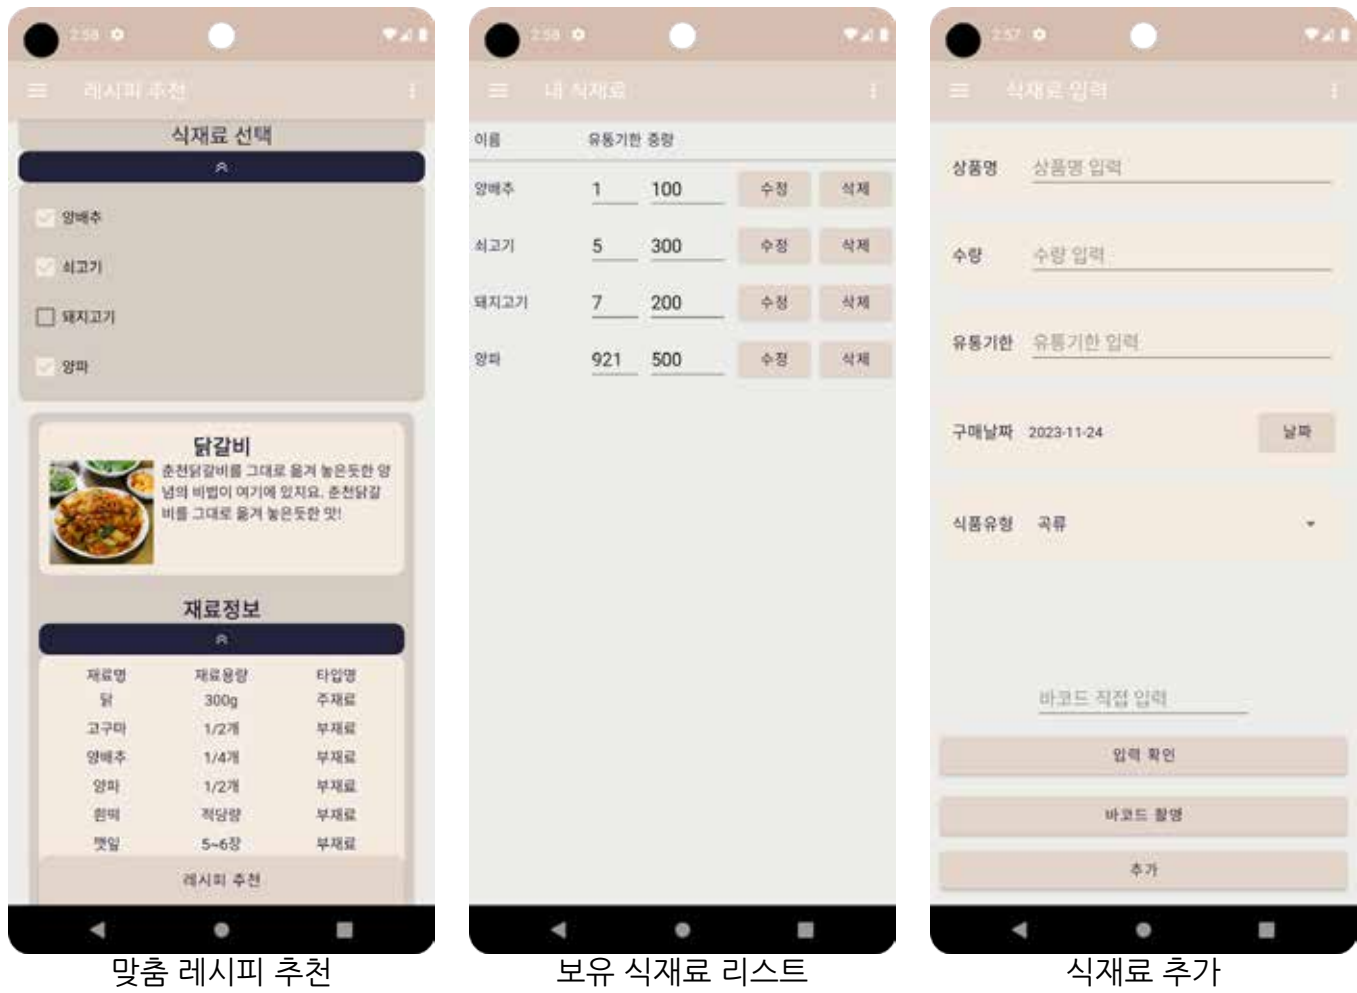 2:58
레시피 추천
식재료 선택
양배추
쇠고기
돼지고기
양파
닭갈비
춘천닭갈비를 그대로 옮겨 놓은듯한 양
념의 비법이 여기에 있지요. 춘천닭갈
비를 그대로 옮겨 놓은듯한 맛!
재료정보
재료명 재료용량 타입명
닭 300g 주재료
고구마 1/2개 부재료
양배추 1/4개 부재료
양파 1/2개 부재료
흰떡 적당량 부재료
깻잎 5~6장 부재료
레시피 추천
맞춤 레시피 추천
2:58
내 식재료
이름 유통기한 중량
양배추 1 100 수정 삭제
쇠고기 5 300 수정 삭제
돼지고기 7 200 수정 삭제
양파 921 500 수정 삭제
보유 식재료 리스트
2:57
식재료 입력
상품명 상품명 입력
수량 수량 입력
유통기한 유통기한 입력
구매날짜 2023-11-24 날짜
식품유형 곡류
바코드 직접 입력
입력 확인
바코드 촬영
추가
식재료 추가